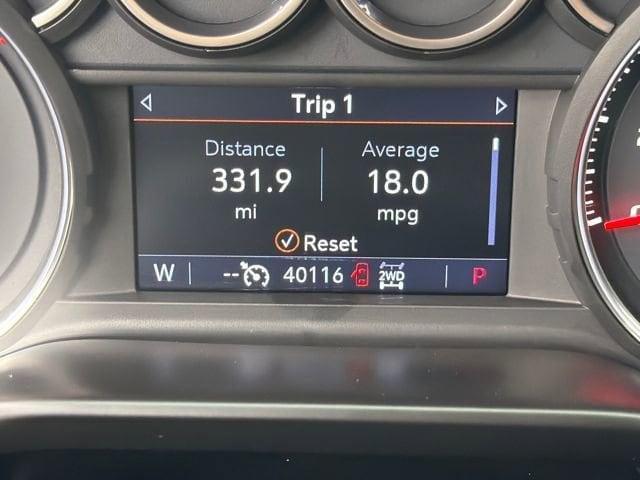 Trip 1
Distance Average
331.9 18.0
mi mpg
Reset
W -- 40116 2WD P